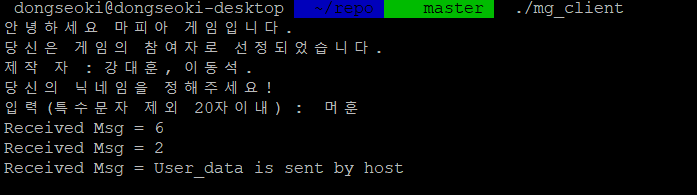 dongseoki@dongseoki-desktop ~/repo master ./mg_client
안녕하세요 마피아 게임입니다.
당신은 게임의 참여자로 선정되었습니다.
제작 자 : 강대훈, 이동석.
당신의 닉네임을 정해주세요!
입력(특수문자 제외 20자이내) : 머훈
Received Msg = 6
Received Msg = 2
Received Msg = User_data is sent by host